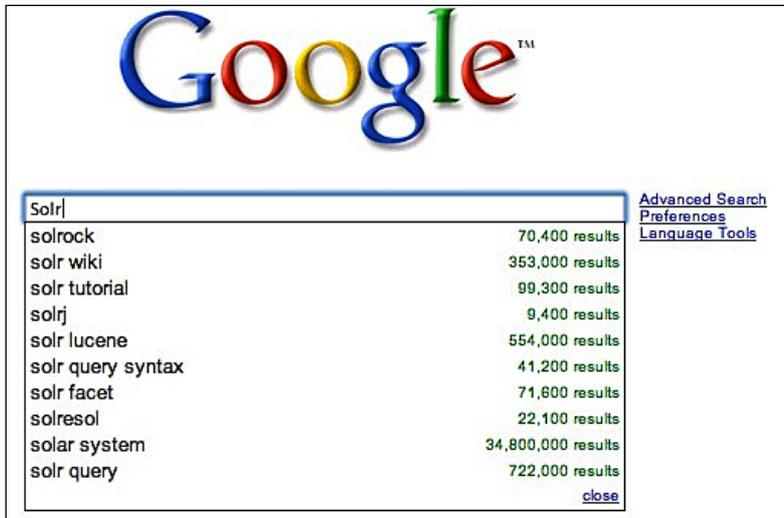 Google™
Solr
Advanced Search
Preferences
Language Tools
solrock 70,400 results
solr wiki 353,000 results
solr tutorial 99,300 results
solrj 9,400 results
solr lucene 554,000 results
solr query syntax 41,200 results
solr facet 71,600 results
solresol 22,100 results
solar system 34,800,000 results
solr query 722,000 results
close